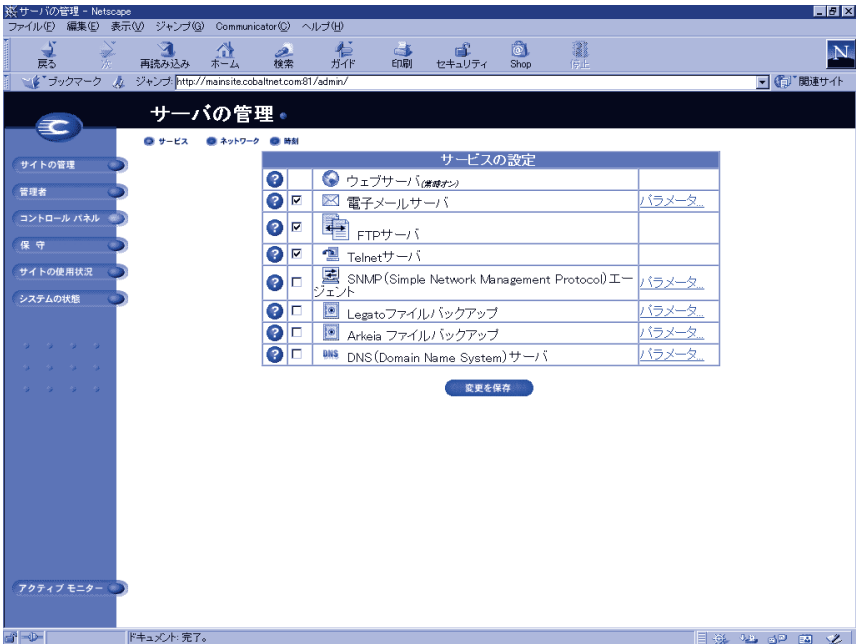 サーバの管理 - Netscape
ファイル(F) 編集(E) 表示(V) ジャンプ(G) Communicator(C) ヘルプ(H)
戻る 次 再読み込み ホーム 検索 ガイド 印刷 セキュリティ Shop 停止
ブックマーク ジャンプ: http://mainsite.cobaltnet.com:81/admin/ 関連サイト
サーバの管理
サービス ネットワーク 時刻
サイトの管理
管理者
コントロール パネル
保 守
サイトの使用状況
システムの状態
アクティブ モニター
サービスの設定
ウェブサーバ(常時オン)
電子メールサーバ パラメータ...
FTPサーバ
Telnetサーバ
SNMP(Simple Network Management Protocol)エー
ジェント パラメータ...
Legatoファイルバックアップ パラメータ...
Arkeia ファイルバックアップ パラメータ...
DNS DNS(Domain Name System)サーバ パラメータ...
変更を保存
ドキュメント: 完了。